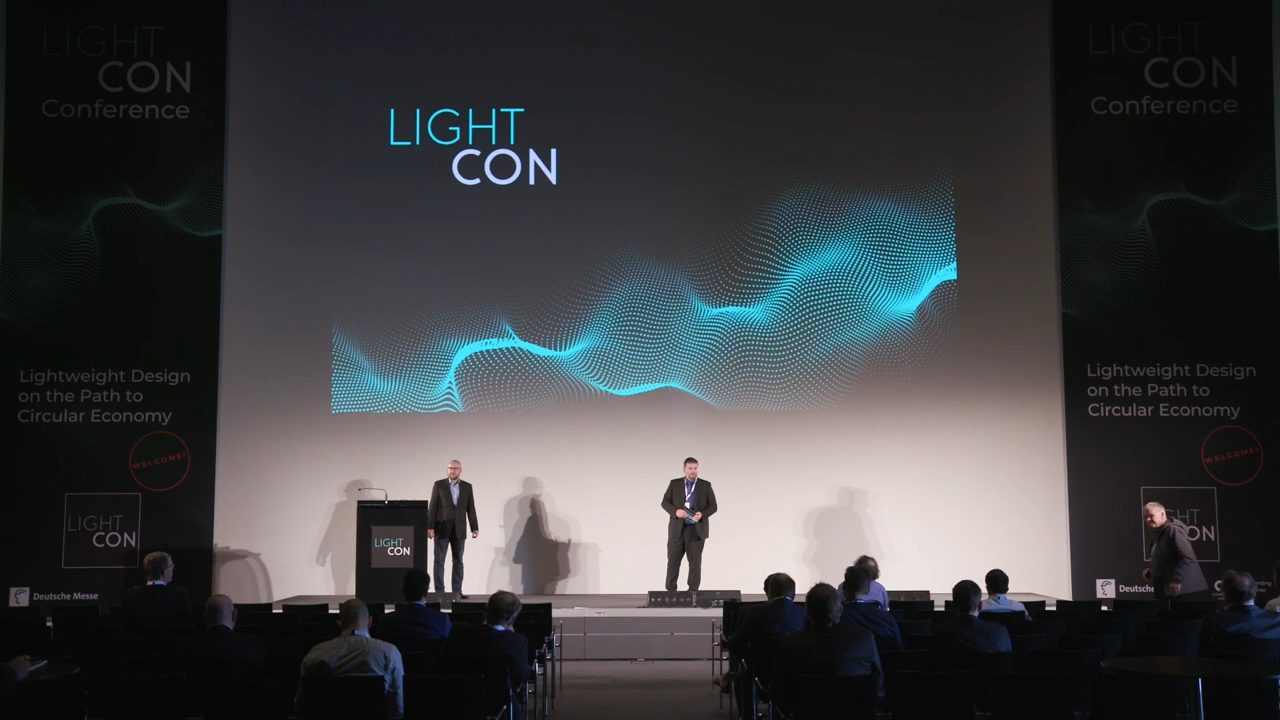 LIGHT
CON
Conference
Lightweight Design
on the Path to
Circular Economy
WELCOME!
LIGHT
CON
Deutsche Messe
LIGHT
CON
LIGHT
CON
LIGHT
CON
Conference
Lightweight Design
on the Path to
Circular Economy
WELCOME!
CON